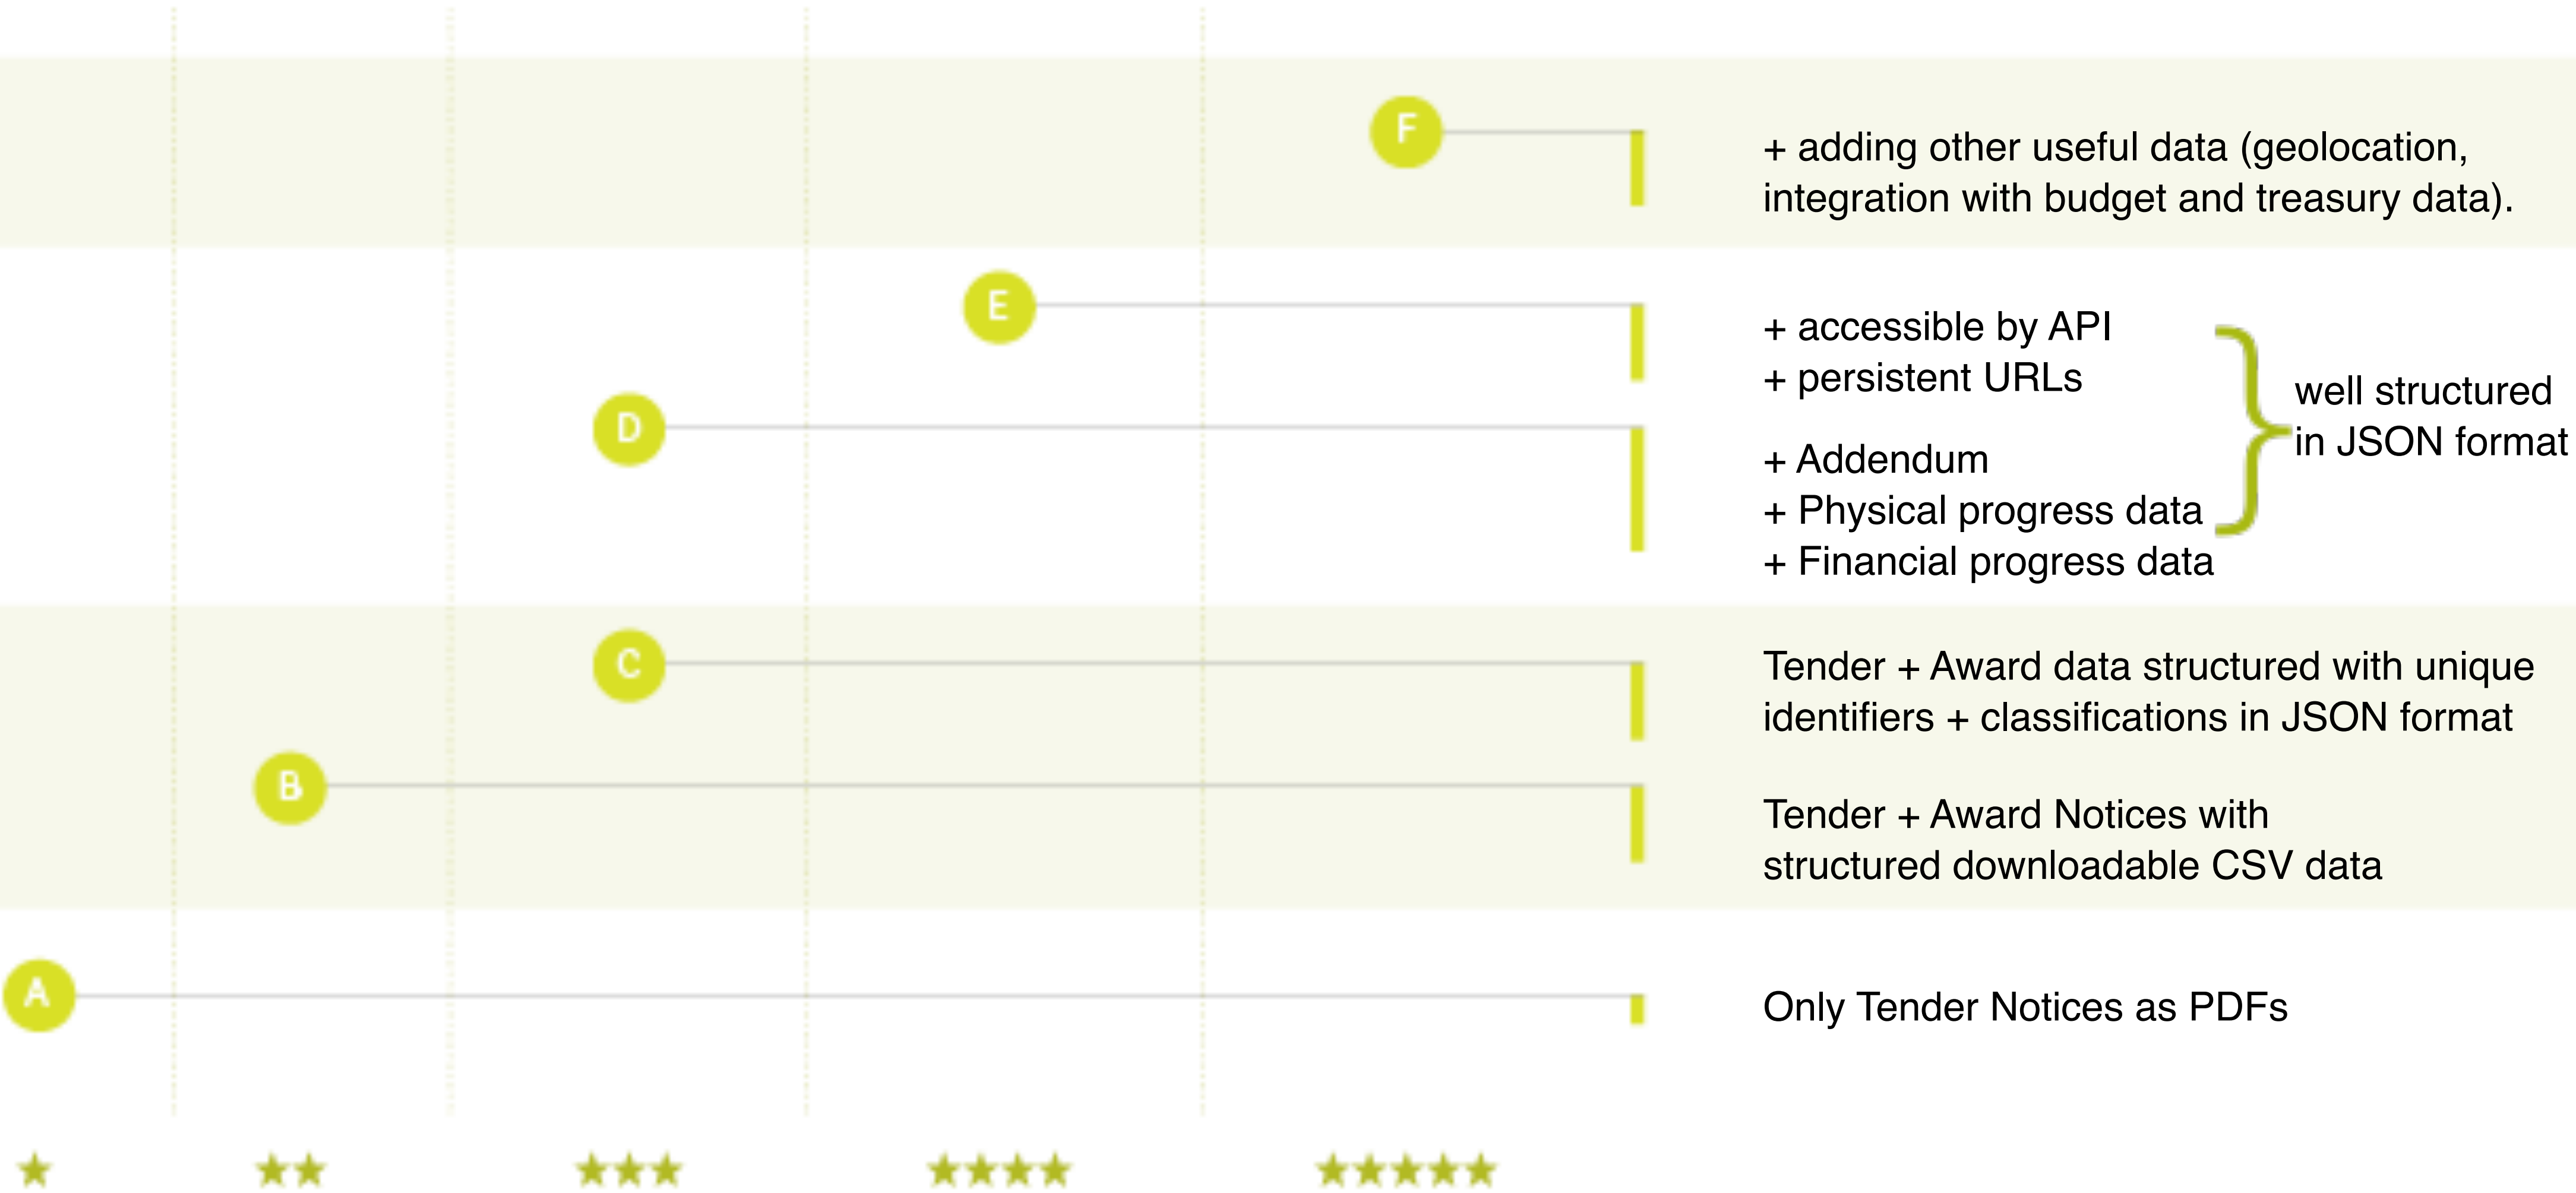 F
+ adding other useful data (geolocation,
integration with budget and treasury data).
E
+ accessible by API
+ persistent URLs
well structured
in JSON format
D
+ Addendum
+ Physical progress data
+ Financial progress data
C
Tender + Award data structured with unique
identifiers + classifications in JSON format
B
Tender + Award Notices with
structured downloadable CSV data
A
Only Tender Notices as PDFs